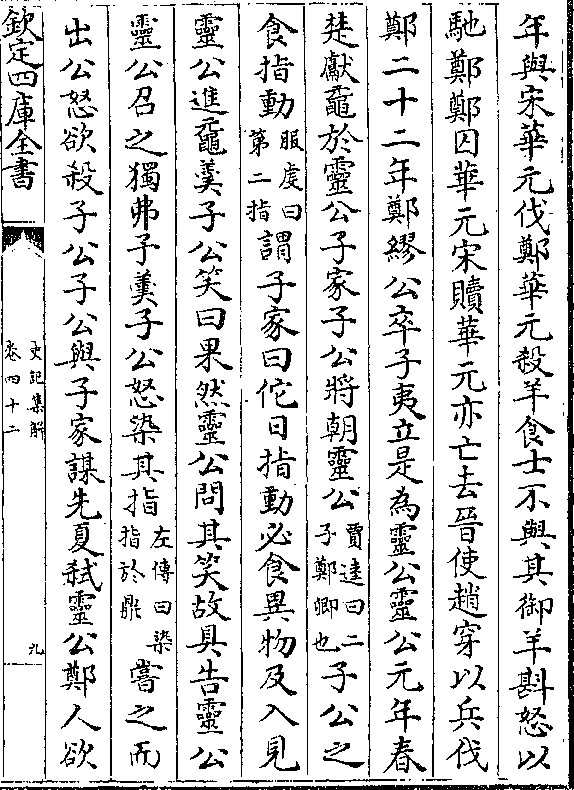 年與宋華元伐鄭華元殺羊食士不與其御羊斟怒以
馳鄭鄭囚華元宋贖華元亦亡去晉使趙穿以兵伐
鄭二十二年鄭繆公卒子夷立是為靈公靈公元年春
楚獻黿於靈公子家子公將朝靈公賈逵曰二子鄭卿也子公之
食指動服虔曰第二指謂子家曰佗日指動必食異物及入見
靈公進黿羹子公笑曰果然靈公問其笑故具告靈公
靈公召之獨弗予羹子公怒染其指左傳曰染指於鼎嘗之而
出公怒欲殺子公子公與子家謀先夏弒靈公鄭人欲
欽定四庫全書
史記集解
卷四十二
九